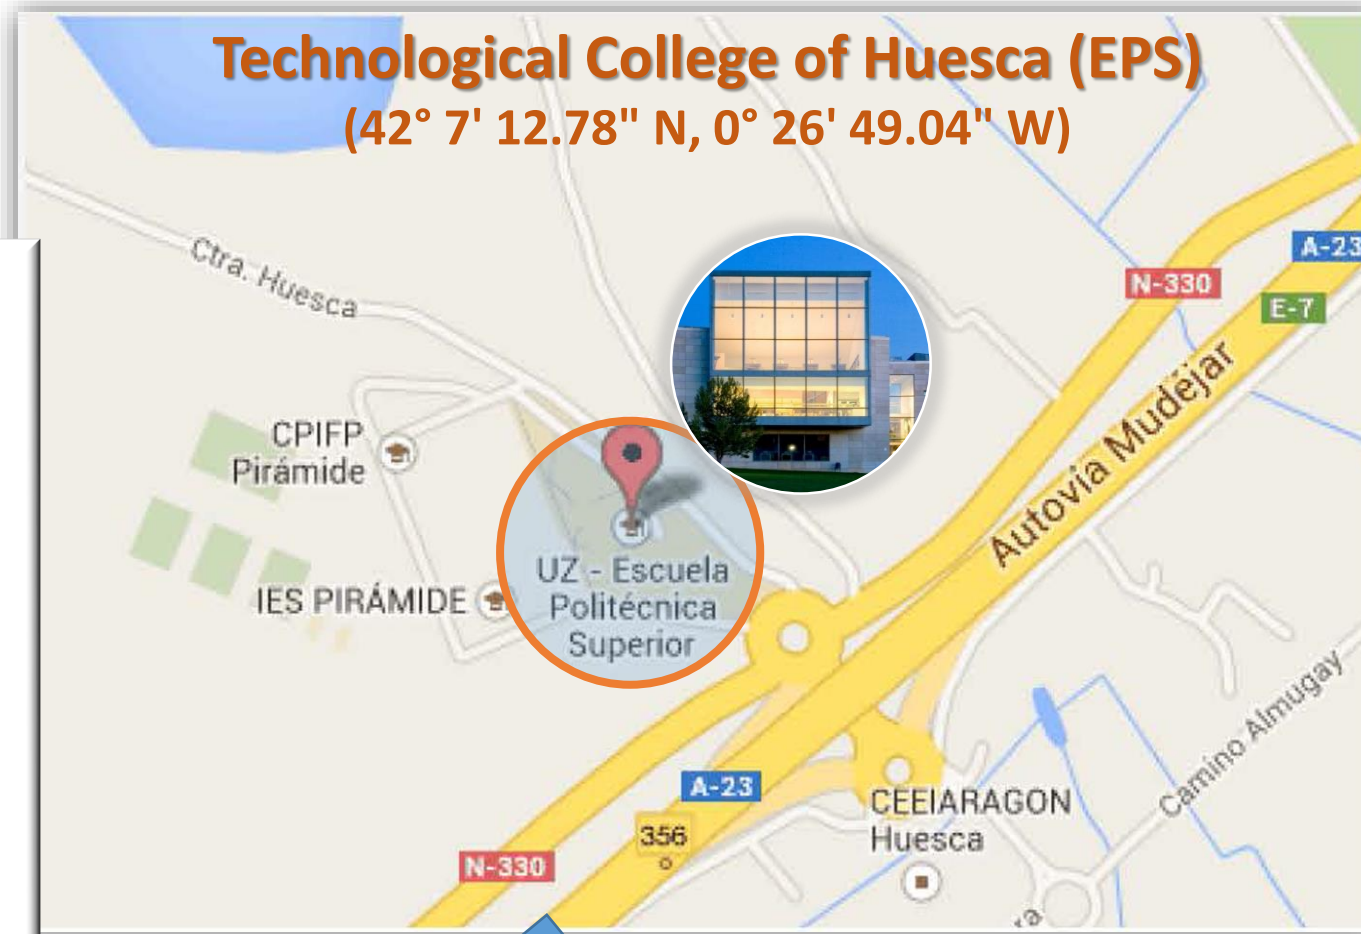 Technological College of Huesca (EPS)
(42° 7' 12.78" N, 0° 26' 49.04" W)
Ctra. Huesca
A-23
N-330
E-7
Autovía Mudéjar
CPIFP
Pirámide
IES PIRÁMIDE
UZ - Escuela
Politécnica
Superior
Camino Almugay
A-23
356
CEEIARAGON
Huesca
N-330